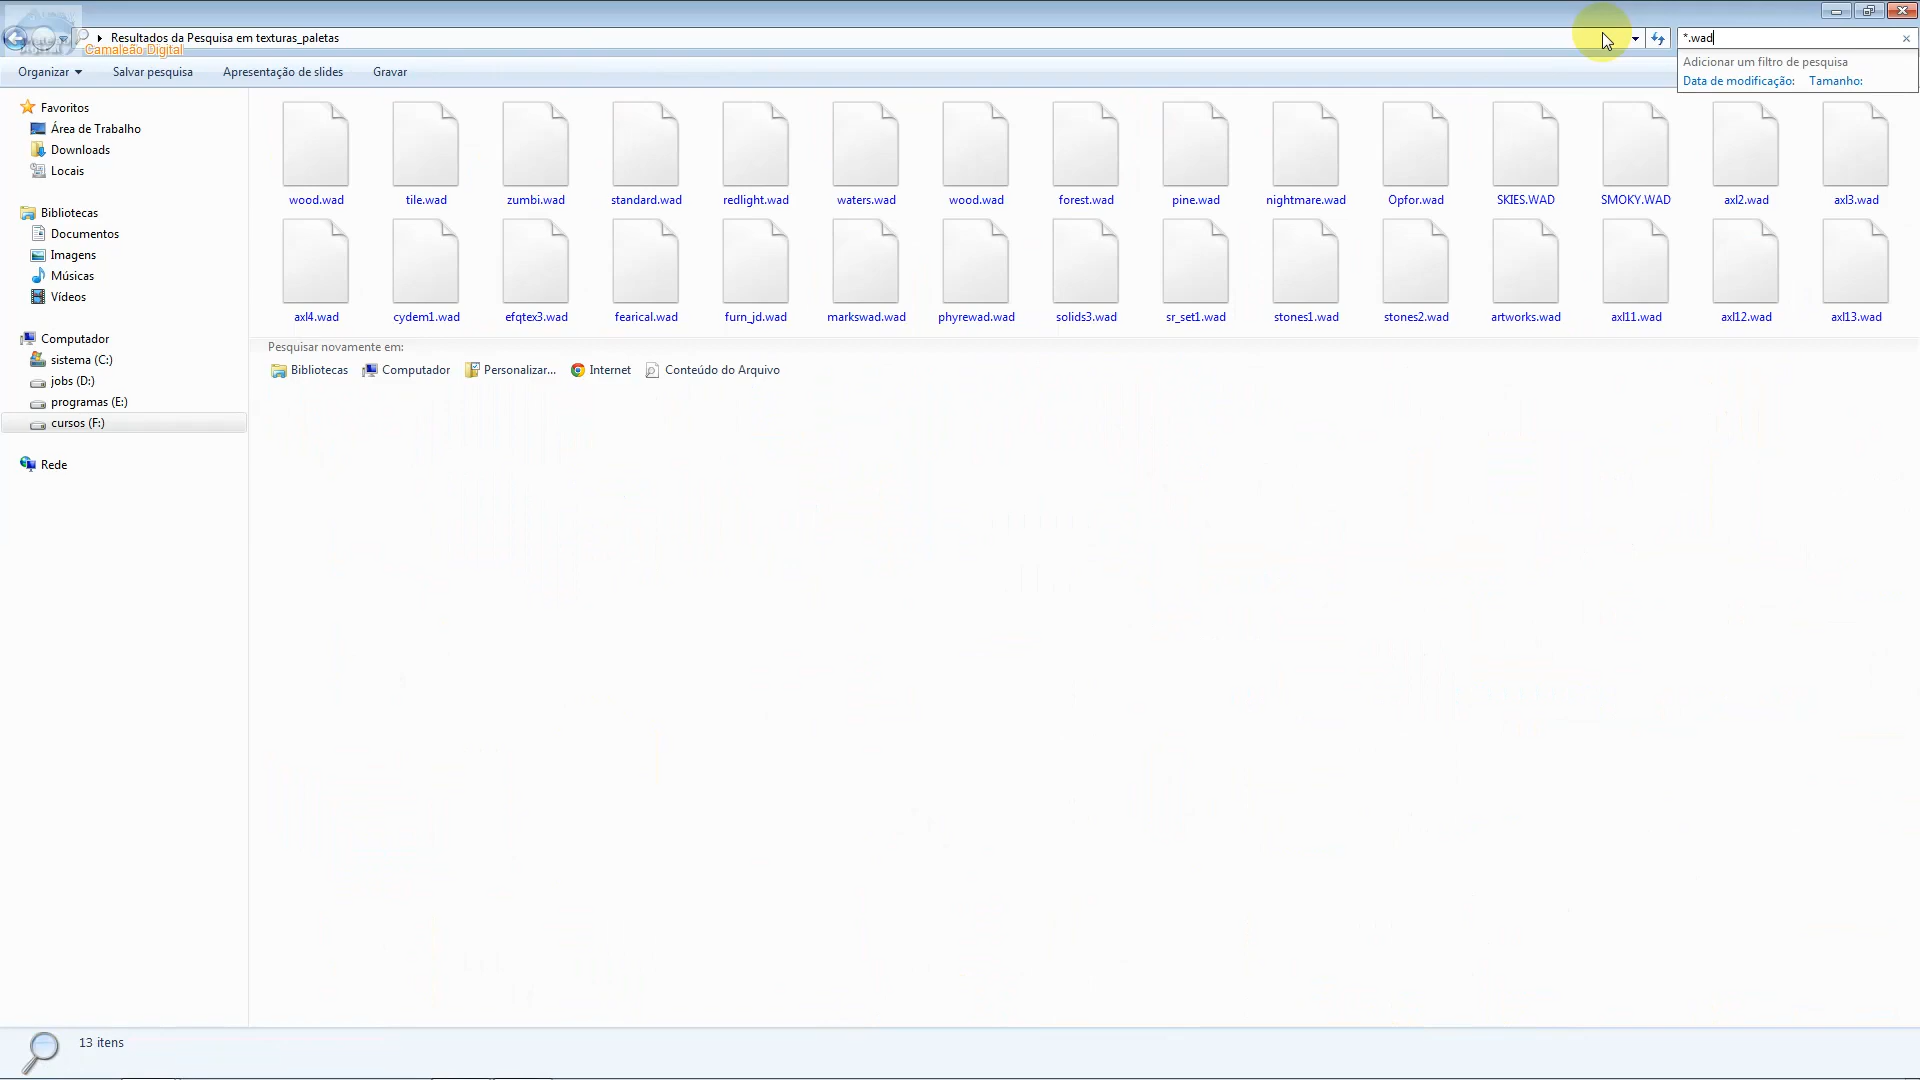 Resultados da Pesquisa em texturas_paletas
*.wad
Camaleão Digital
Adicionar um filtro de pesquisa
Data de modificação: Tamanho:
Organizar Salvar pesquisa Apresentação de slides Gravar
Favoritos
Área de Trabalho
Downloads
Locais
Bibliotecas
Documentos
Imagens
Músicas
Vídeos
Computador
sistema (C:)
jobs (D:)
programas (E:)
cursos (F:)
Rede
wood.wad tile.wad zumbi.wad standard.wad redlight.wad waters.wad wood.wad forest.wad pine.wad nightmare.wad Opfor.wad SKIES.WAD SMOKY.WAD axl2.wad axl3.wad
axl4.wad cydem1.wad efqtex3.wad fearical.wad furn_jd.wad markswad.wad phyrewad.wad solids3.wad sr_set1.wad stones1.wad stones2.wad artworks.wad axl11.wad axl12.wad axl13.wad
Pesquisar novamente em:
Bibliotecas Computador Personalizar... Internet Conteúdo do Arquivo
13 itens